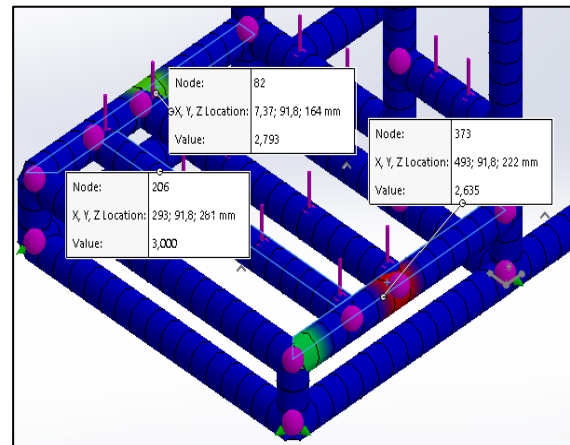 Node: 82
X, Y, Z Location: 7,37; 91,8; 164 mm
Value: 2,793
Node: 373
X, Y, Z Location: 493; 91,8; 222 mm
Value: 2,635
Node: 206
X, Y, Z Location: 293; 91,8; 281 mm
Value: 3,000